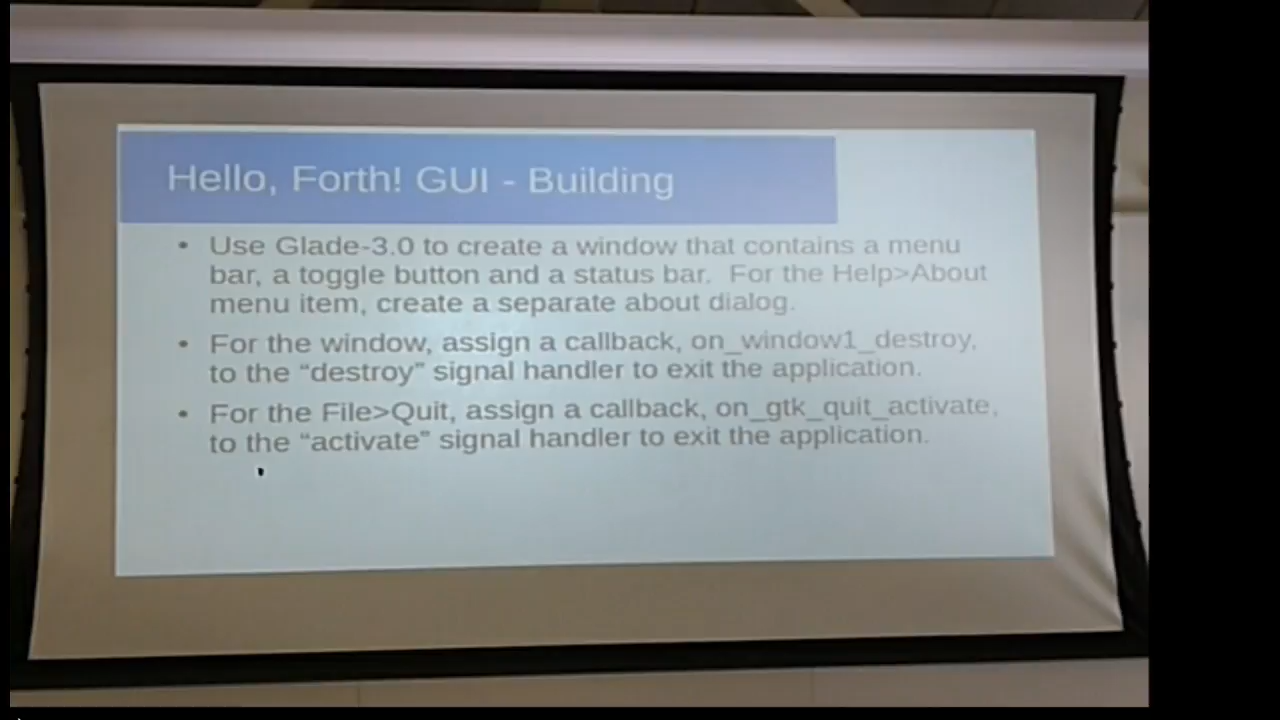 Hello, Forth! GUI - Building
• Use Glade-3.0 to create a window that contains a menu
bar, a toggle button and a status bar.  For the Help>About
menu item, create a separate about dialog.
• For the window, assign a callback, on_window1_destroy,
to the “destroy” signal handler to exit the application.
• For the File>Quit, assign a callback, on_gtk_quit_activate,
to the “activate” signal handler to exit the application.